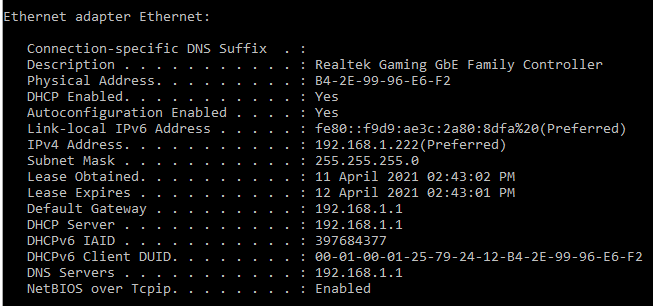 Ethernet adapter Ethernet:
Connection-specific DNS Suffix . :
Description . . . . . . . . . . . : Realtek Gaming GbE Family Controller
Physical Address. . . . . . . . . : B4-2E-99-96-E6-F2
DHCP Enabled. . . . . . . . . . . : Yes
Autoconfiguration Enabled . . . . : Yes
Link-local IPv6 Address . . . . . : fe80::f9d9:ae3c:2a80:8dfa%20(Preferred)
IPv4 Address. . . . . . . . . . . : 192.168.1.222(Preferred)
Subnet Mask . . . . . . . . . . . : 255.255.255.0
Lease Obtained. . . . . . . . . . : 11 April 2021 02:43:02 PM
Lease Expires . . . . . . . . . . : 12 April 2021 02:43:01 PM
Default Gateway . . . . . . . . . : 192.168.1.1
DHCP Server . . . . . . . . . . . : 192.168.1.1
DHCPv6 IAID . . . . . . . . . . . : 397684377
DHCPv6 Client DUID. . . . . . . . : 00-01-00-01-25-79-24-12-B4-2E-99-96-E6-F2
DNS Servers . . . . . . . . . . . : 192.168.1.1
NetBIOS over Tcpip. . . . . . . . : Enabled